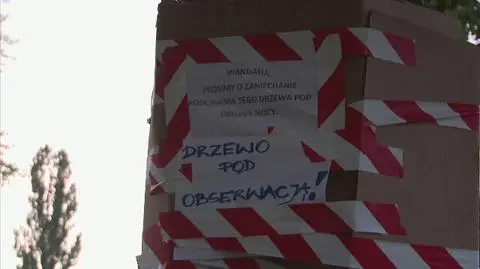 WANDALU,
PROSIMY O ZANIECHANIE
PODCINANIA TEGO DRZEWA POD
OSŁONĄ NOCY.
DRZEWO
POD
OBSERWACJĄ!